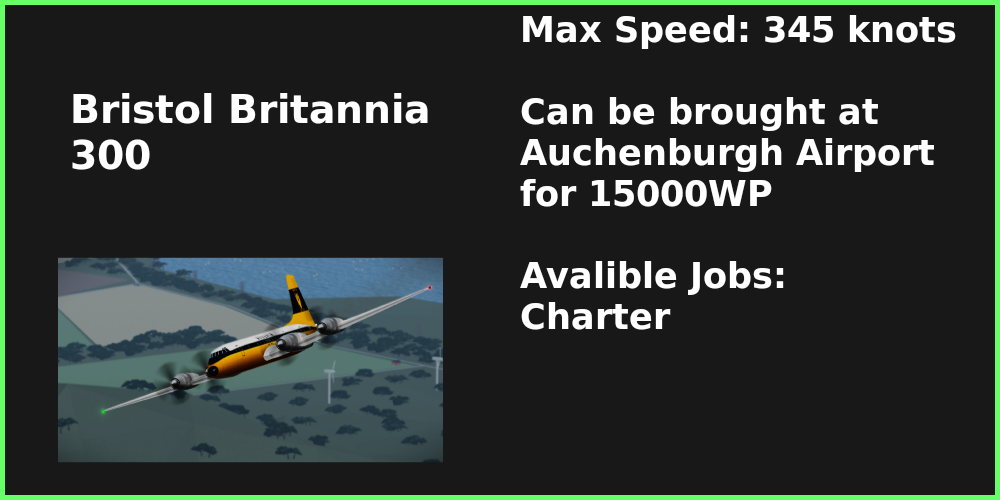 Bristol Britannia
300
Max Speed: 345 knots
Can be brought at
Auchenburgh Airport
for 15000WP
Avalible Jobs:
Charter